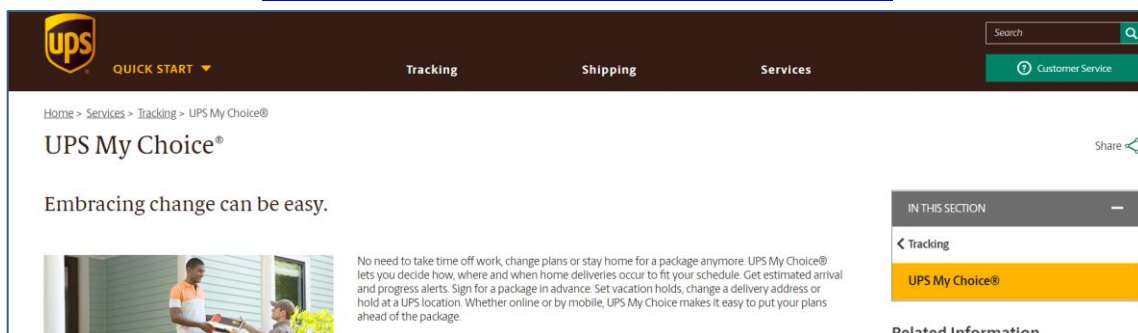 ups
QUICK START
Tracking
Shipping
Services
Search
Customer Service
Home > Services > Tracking > UPS My Choice®
UPS My Choice®
Share
Embracing change can be easy.
No need to take time off work, change plans or stay home for a package anymore. UPS My Choice®
lets you decide how, where and when home deliveries occur to fit your schedule. Get estimated arrival
and progress alerts. Sign for a package in advance. Set vacation holds, change a delivery address or
hold at a UPS location. Whether online or by mobile, UPS My Choice makes it easy to put your plans
ahead of the package.
IN THIS SECTION
Tracking
UPS My Choice®
Related Information